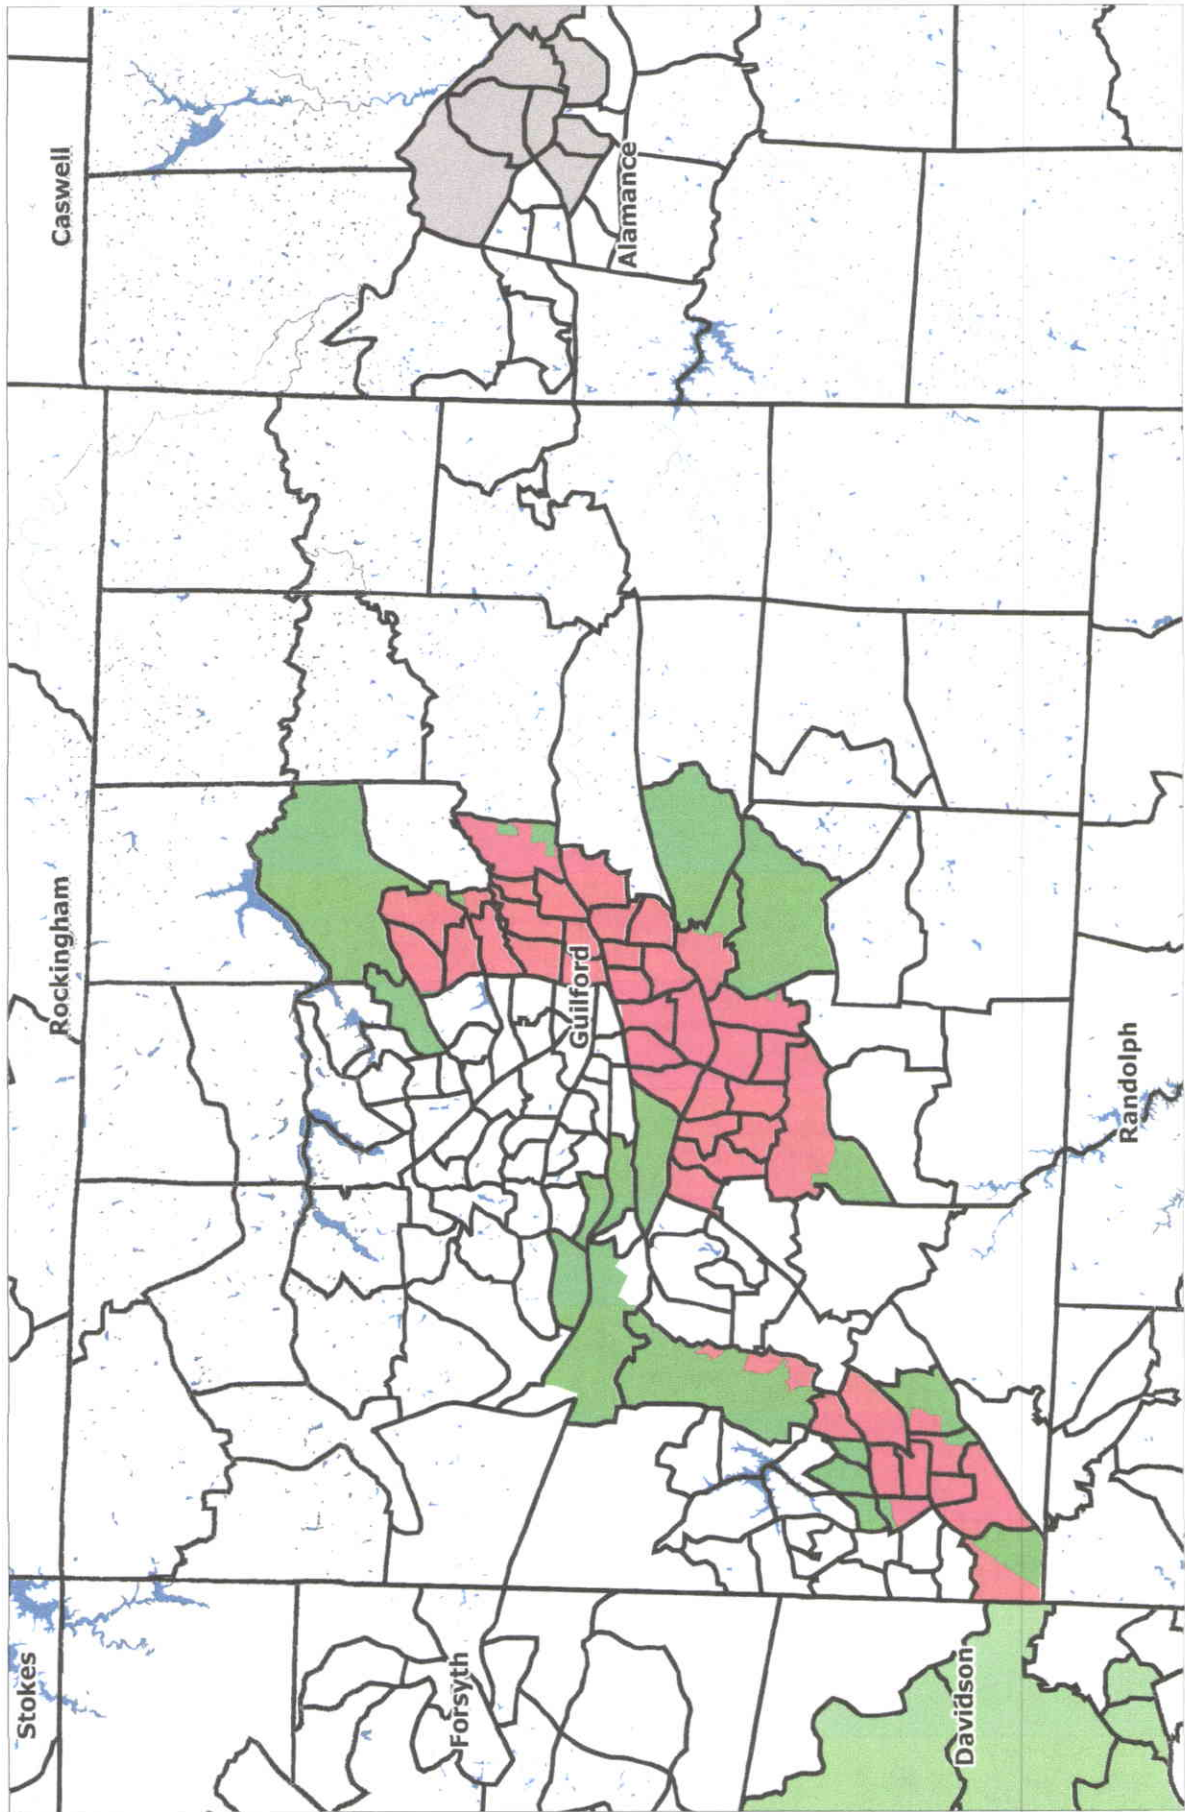 Stokes
Rockingham
Caswell
Forsyth
Guilford
Alamance
Davidson
Randolph